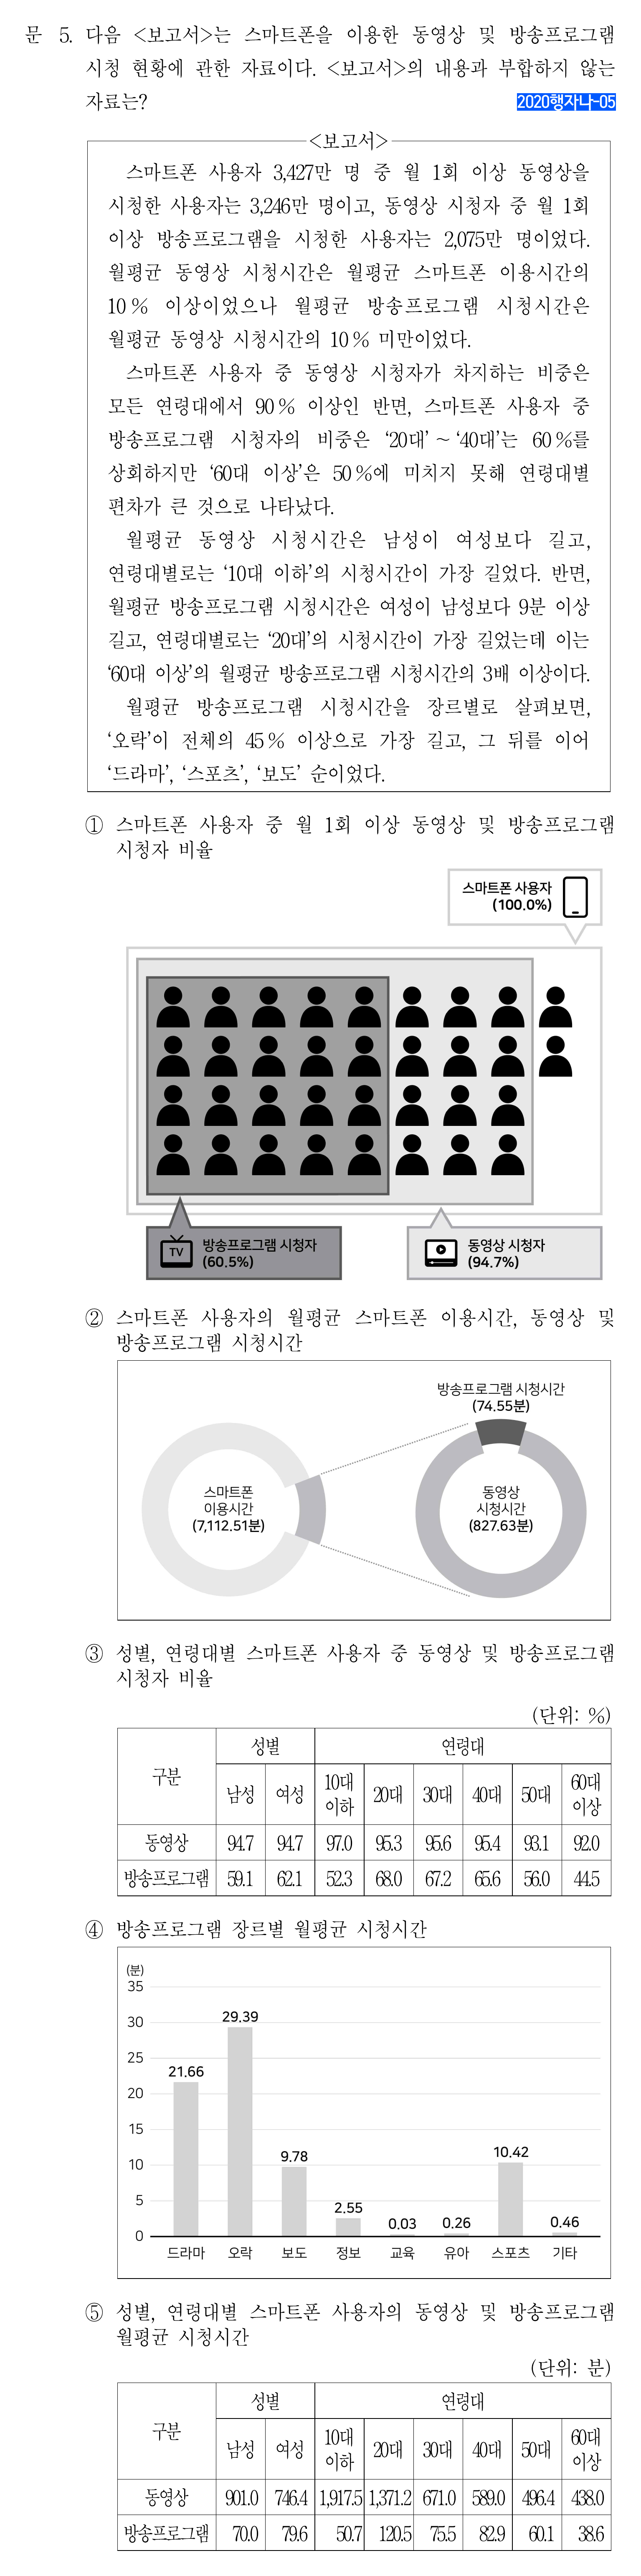 문 5. 다음 <보고서>는 스마트폰을 이용한 동영상 및 방송프로그램
시청 현황에 관한 자료이다. <보고서>의 내용과 부합하지 않는
자료는?
2020행자나-05
<보고서>
스마트폰 사용자 3,427만 명 중 월 1회 이상 동영상을
시청한 사용자는 3,246만 명이고, 동영상 시청자 중 월 1회
이상 방송프로그램을 시청한 사용자는 2,075만 명이었다.
월평균 동영상 시청시간은 월평균 스마트폰 이용시간의
10 % 이상이었으나 월평균 방송프로그램 시청시간은
월평균 동영상 시청시간의 10 % 미만이었다.
스마트폰 사용자 중 동영상 시청자가 차지하는 비중은
모든 연령대에서 90 % 이상인 반면, 스마트폰 사용자 중
방송프로그램 시청자의 비중은 ‘20대’ ~ ‘40대’는 60 %를
상회하지만 ‘60대 이상’은 50 %에 미치지 못해 연령대별
편차가 큰 것으로 나타났다.
월평균 동영상 시청시간은 남성이 여성보다 길고,
연령대별로는 ‘10대 이하’의 시청시간이 가장 길었다. 반면,
월평균 방송프로그램 시청시간은 여성이 남성보다 9분 이상
길고, 연령대별로는 ‘20대’의 시청시간이 가장 길었는데 이는
‘60대 이상’의 월평균 방송프로그램 시청시간의 3배 이상이다.
월평균 방송프로그램 시청시간을 장르별로 살펴보면,
‘오락’이 전체의 45 % 이상으로 가장 길고, 그 뒤를 이어
‘드라마’, ‘스포츠’, ‘보도’ 순이었다.
① 스마트폰 사용자 중 월 1회 이상 동영상 및 방송프로그램
시청자 비율
스마트폰 사용자
(100.0%)
TV
방송프로그램 시청자
(60.5%)
동영상 시청자
(94.7%)
② 스마트폰 사용자의 월평균 스마트폰 이용시간, 동영상 및
방송프로그램 시청시간
방송프로그램 시청시간
(74.55분)
스마트폰
이용시간
(7,112.51분)
동영상
시청시간
(827.63분)
③ 성별, 연령대별 스마트폰 사용자 중 동영상 및 방송프로그램
시청자 비율
(단위: %)
구분 성별 연령대
남성 여성 10대 이하 20대 30대 40대 50대 60대 이상
동영상 94.7 94.7 97.0 95.3 95.6 95.4 93.1 92.0
방송프로그램 59.1 62.1 52.3 68.0 67.2 65.6 56.0 44.5
④ 방송프로그램 장르별 월평균 시청시간
(분)
35
30
25
20
15
10
5
0
21.66 29.39 9.78 2.55 0.03 0.26 10.42 0.46
드라마 오락 보도 정보 교육 유아 스포츠 기타
⑤ 성별, 연령대별 스마트폰 사용자의 동영상 및 방송프로그램
월평균 시청시간
(단위: 분)
구분 성별 연령대
남성 여성 10대 이하 20대 30대 40대 50대 60대 이상
동영상 901.0 746.4 1,917.5 1,371.2 671.0 589.0 496.4 438.0
방송프로그램 70.0 79.6 50.7 120.5 75.5 82.9 60.1 38.6